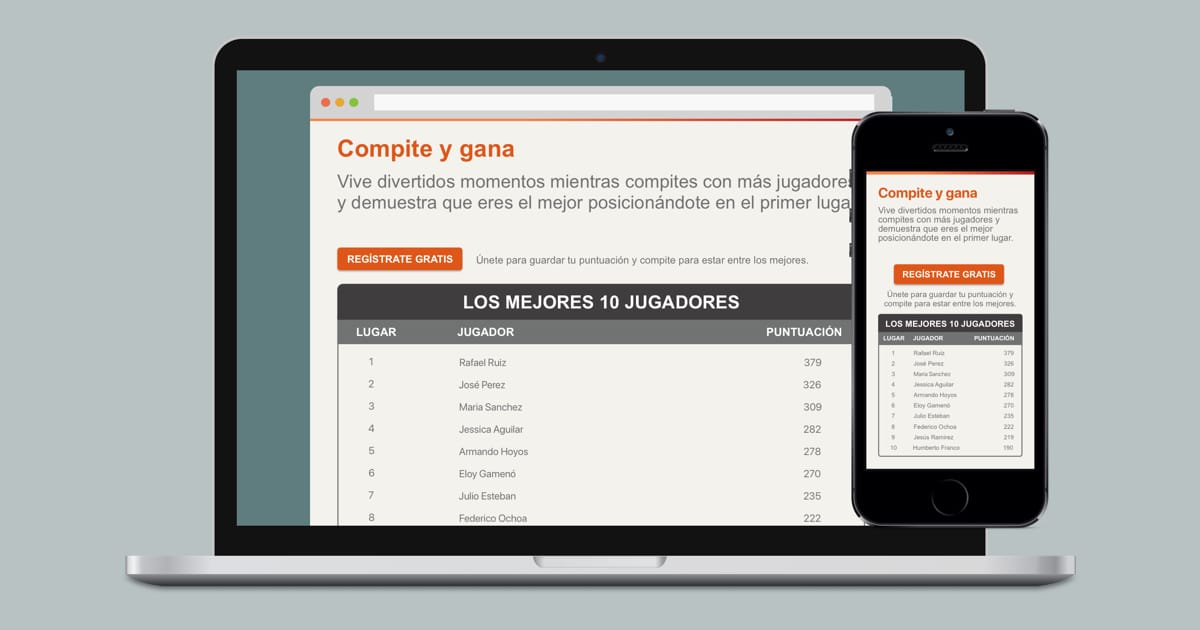 Compite y gana
Vive divertidos momentos mientras compites con más jugadores
y demuestra que eres el mejor posicionándote en el primer
REGÍSTRATE GRATIS Únete para guardar tu puntuación y compite para estar entre los mejores.
LOS MEJORES 10 JUGADORES
LUGAR JUGADOR PUNTUACIÓN
1 Rafael Ruiz 379
2 José Perez 326
3 Maria Sanchez 309
4 Jessica Aguilar 282
5 Armando Hoyos 278
6 Eloy Gamenó 270
7 Julio Esteban 235
8 Federico Ochoa 222
Compite y gana
Vive divertidos momentos mientras
compites con más jugadores y
demuestra que eres el mejor
posicionándote en el primer lugar.
REGÍSTRATE GRATIS
Únete para guardar tu puntuación y
compite para estar entre los mejores.
LOS MEJORES 10 JUGADORES
LUGAR JUGADOR PUNTUACIÓN
1 Rafael Ruiz 379
2 José Perez 326
3 Maria Sanchez 309
4 Jessica Aguilar 282
5 Armando Hoyos 278
6 Eloy Gamenó 270
7 Julio Esteban 235
8 Federico Ochoa 222
9 Jesús Ramirez 219
10 Humberto Franco 190